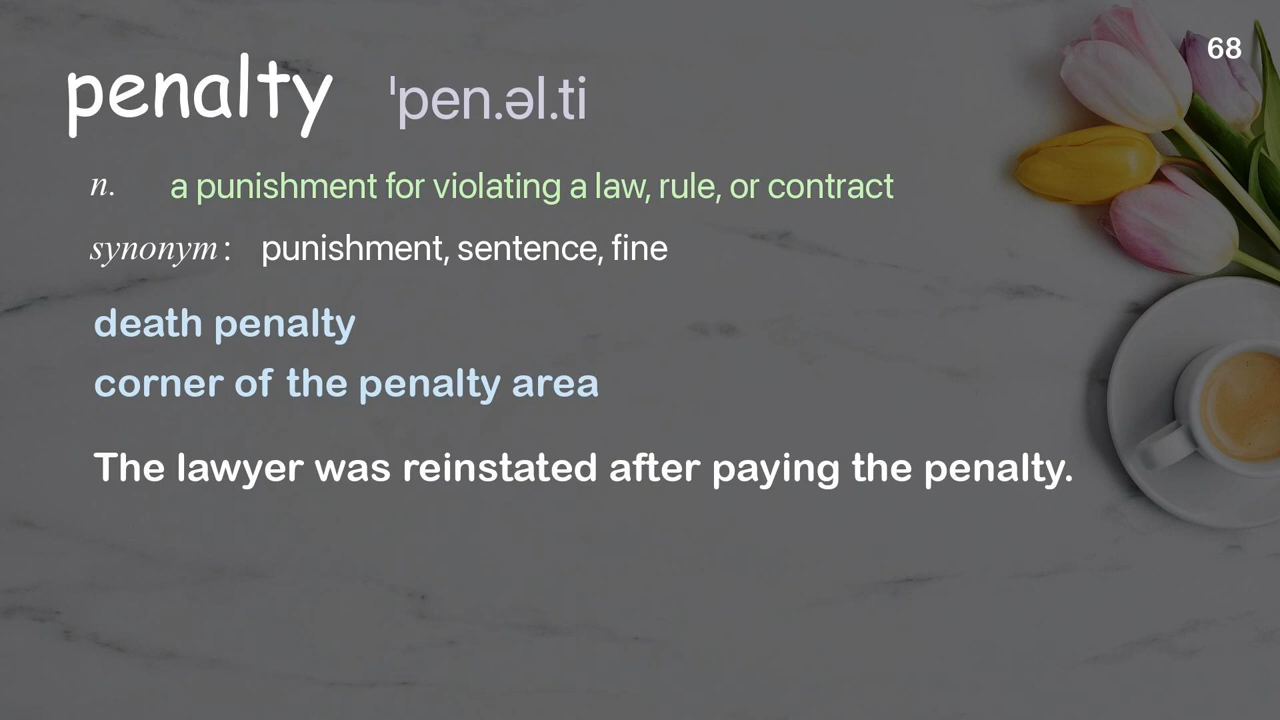 68
penalty ˈpen.əl.ti
n. a punishment for violating a law, rule, or contract
synonym : punishment, sentence, fine
death penalty
corner of the penalty area
The lawyer was reinstated after paying the penalty.